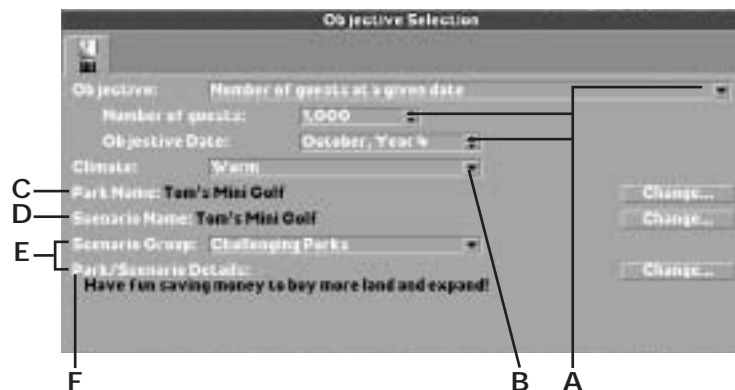 Objective Selection
Objective: Number of guests at a given date
Number of guests: 1,000
Objective Date: October, Year 4
Climate: Warm
C Park Name: Tom's Mini Golf Change...
D Scenario Name: Tom's Mini Golf Change...
E Scenario Group: Challenging Parks
Park/Scenario Details: Change...
Have fun saving money to buy more land and expand!
F B A